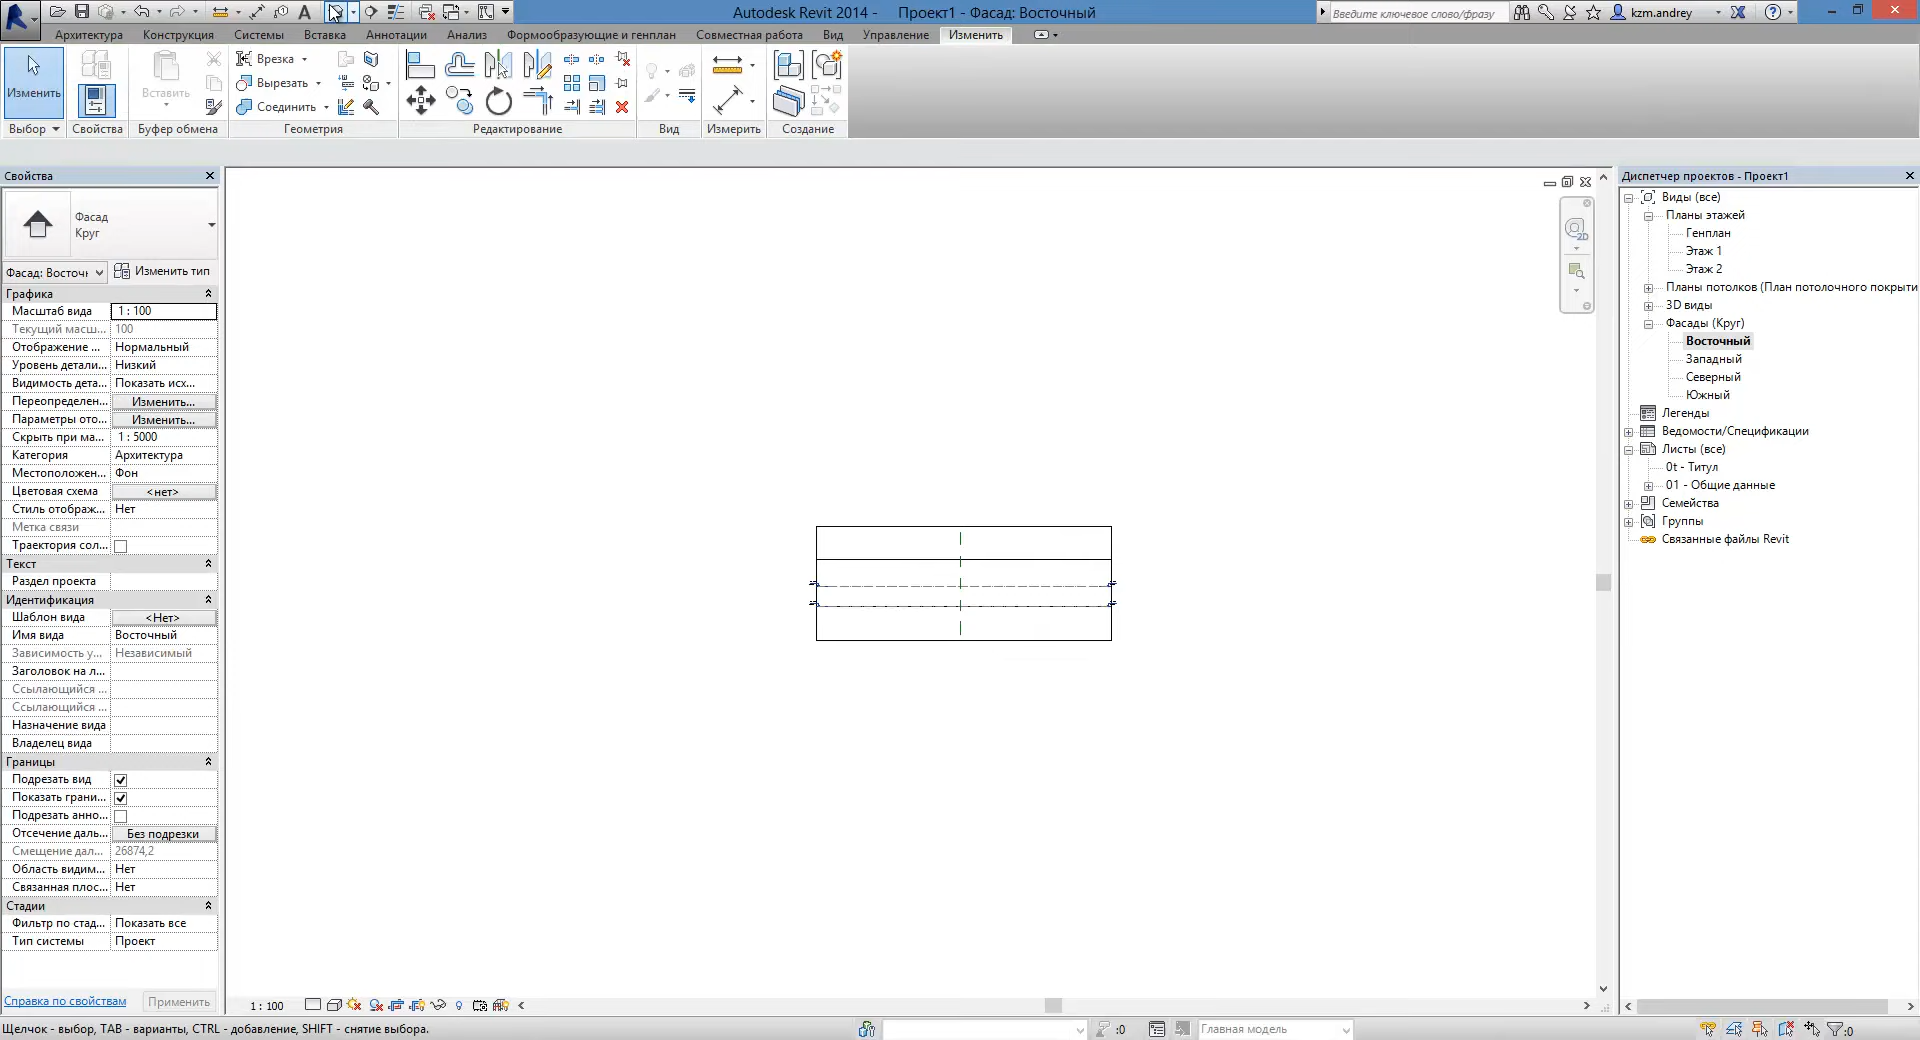 Autodesk Revit 2014 - Проект1 - Фасад: Восточный
Введите ключевое слово/фразу
kzm.andrey
Архитектура Конструкция Системы Вставка Аннотации Анализ Формообразующие и генплан Совместная работа Вид Управление Изменить
Изменить
Вставить
Врезка
Вырезать
Соединить
Выбор Свойства Буфер обмена Геометрия Редактирование Вид Измерить Создание
Свойства
Фасад
Круг
Фасад: Восточн Изменить тип
Графика
Масштаб вида 1 : 100
Текущий масш... 100
Отображение ... Нормальный
Уровень детали... Низкий
Видимость дета... Показать исх...
Переопределен... Изменить...
Параметры ото... Изменить...
Скрыть при ма... 1 : 5000
Категория Архитектура
Местоположен... Фон
Цветовая схема <нет>
Стиль отображ... Нет
Метка связи
Траектория сол...
Текст
Раздел проекта
Идентификация
Шаблон вида <Нет>
Имя вида Восточный
Зависимость у... Независимый
Заголовок на л...
Ссылающийся ...
Ссылающийся ...
Назначение вида
Владелец вида
Границы
Подрезать вид
Показать грани...
Подрезать анно...
Отсечение даль... Без подрезки
Смещение дал... 26874,2
Область видим... Нет
Связанная плос... Нет
Стадии
Фильтр по стад... Показать все
Тип системы Проект
Справка по свойствам Применить
2D
Диспетчер проектов - Проект1
Виды (все)
Планы этажей
Генплан
Этаж 1
Этаж 2
Планы потолков (План потолочного покрыти
3D виды
Фасады (Круг)
Восточный
Западный
Северный
Южный
Легенды
Ведомости/Спецификации
Листы (все)
0t - Титул
01 - Общие данные
Семейства
Группы
Связанные файлы Revit
1 : 100
Щелчок - выбор, TAB - варианты, CTRL - добавление, SHIFT - снятие выбора.
:0
Главная модель
:0